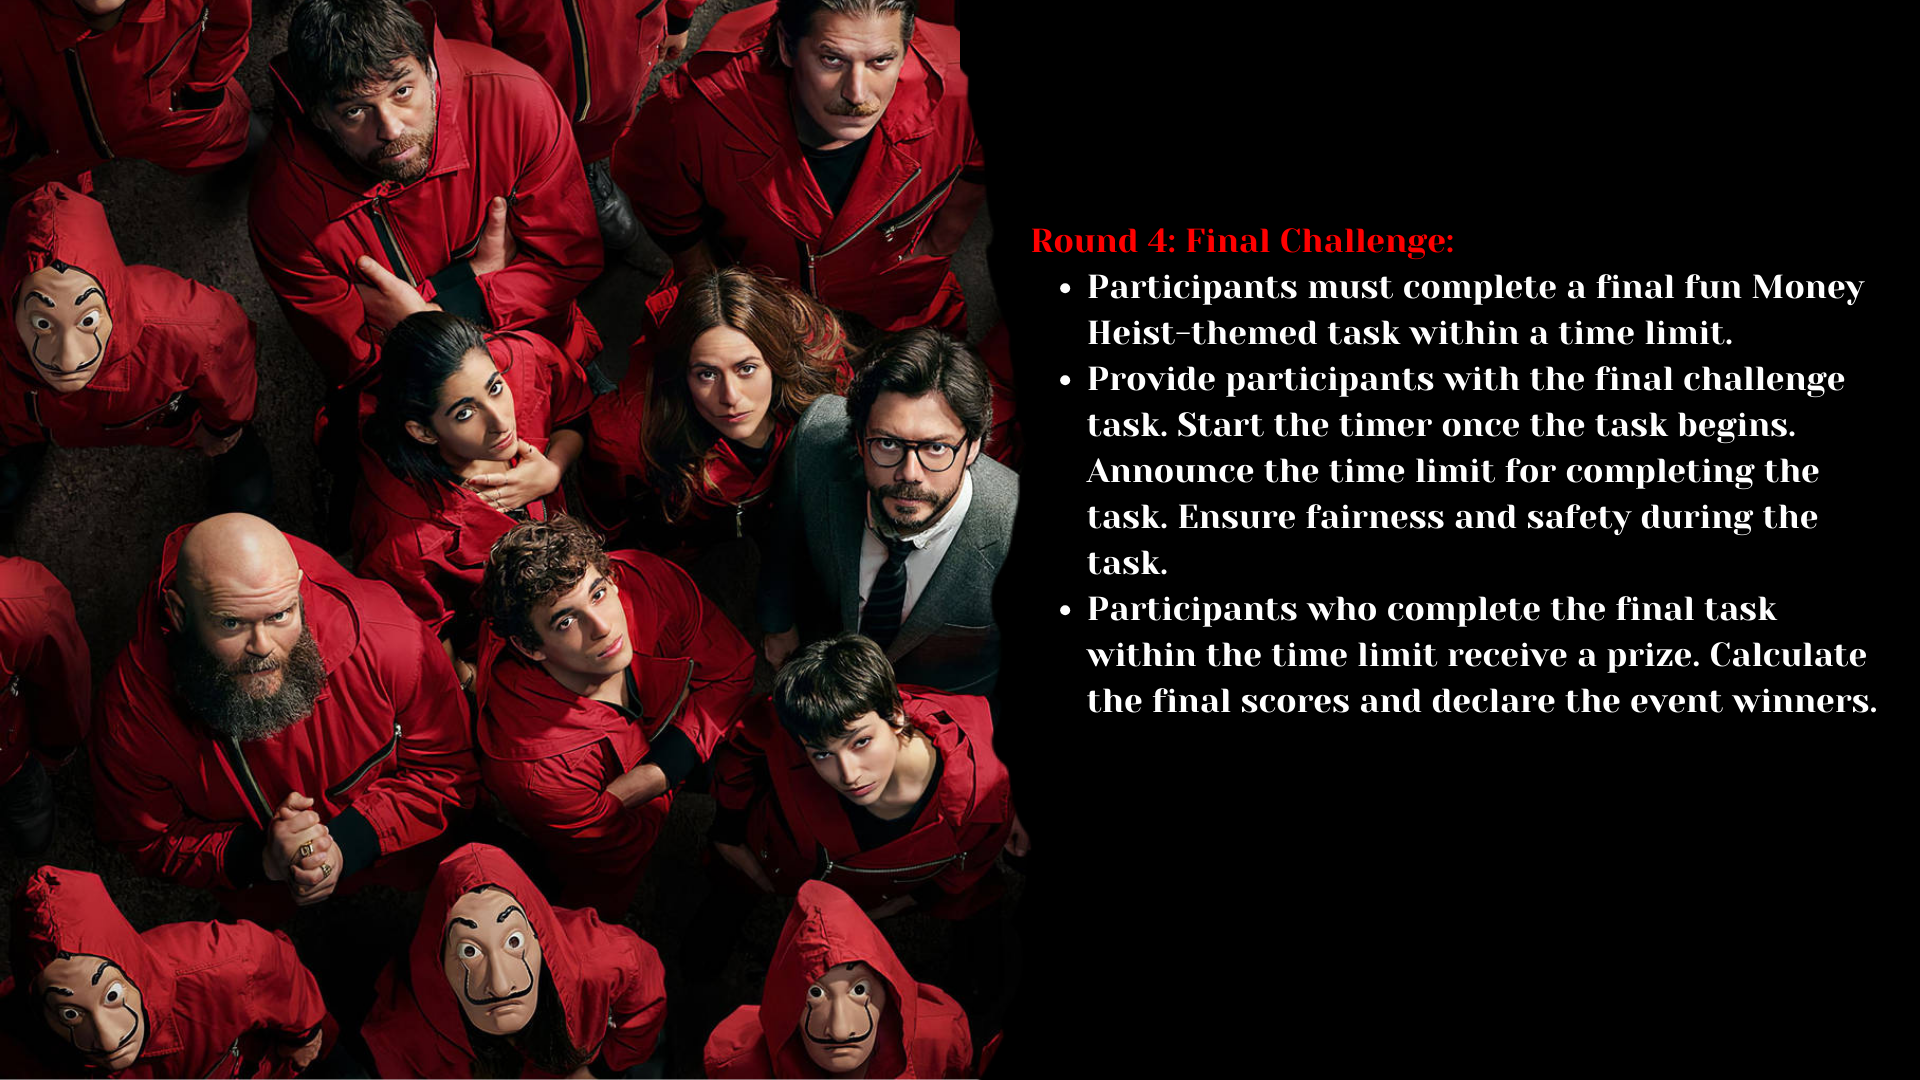 Round 4: Final Challenge:
• Participants must complete a final fun Money
Heist-themed task within a time limit.
• Provide participants with the final challenge
task. Start the timer once the task begins.
Announce the time limit for completing the
task. Ensure fairness and safety during the
task.
• Participants who complete the final task
within the time limit receive a prize. Calculate
the final scores and declare the event winners.